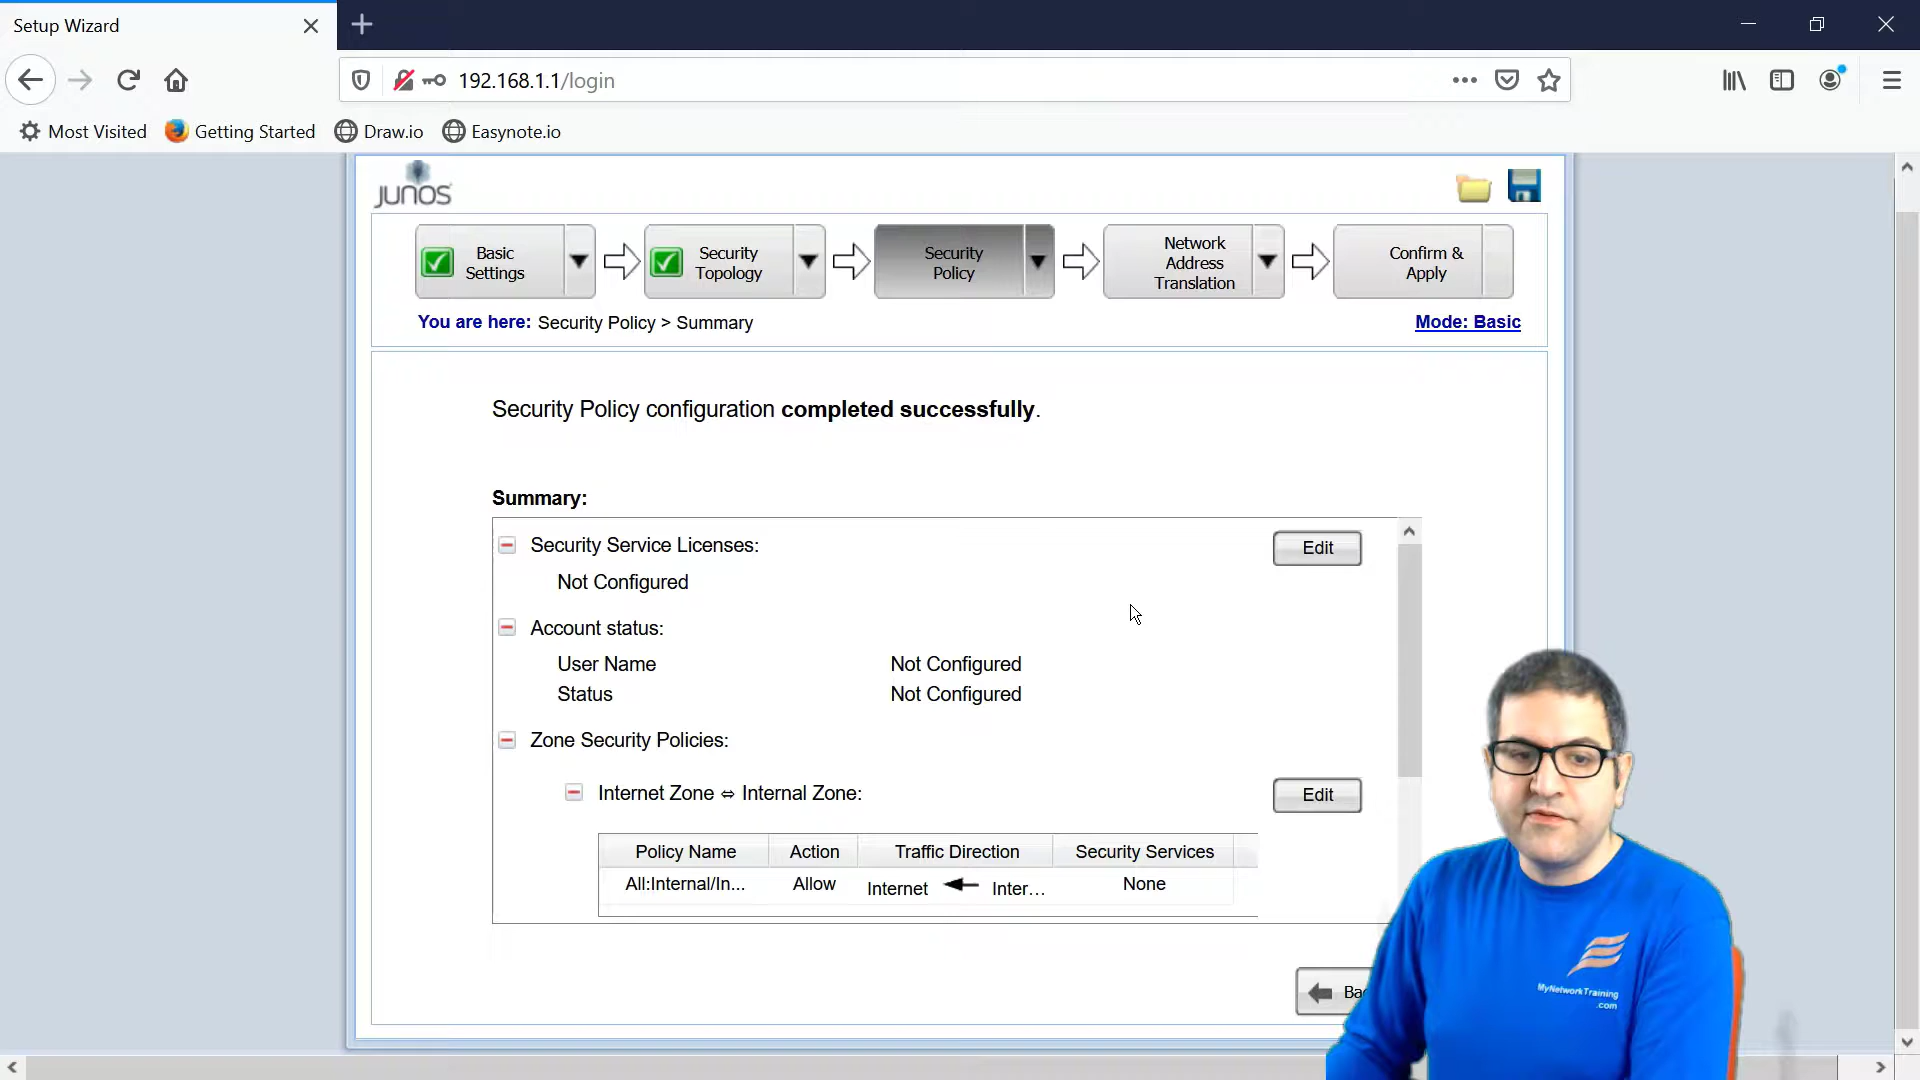 Setup Wizard
192.168.1.1/login
Most Visited
Getting Started
Draw.io
Easynote.io
JUNOS
Basic
Settings
Security
Topology
Security
Policy
Network
Address
Translation
Confirm &
Apply
You are here: Security Policy > Summary
Mode: Basic
Security Policy configuration completed successfully.
Summary:
Security Service Licenses:
Edit
Not Configured
Account status:
User Name Not Configured
Status Not Configured
Zone Security Policies:
Internet Zone ⇔ Internal Zone:
Edit
Policy Name Action Traffic Direction Security Services
All:Internal/In... Allow Internet Inter... None
MyNetworkTraining
.com